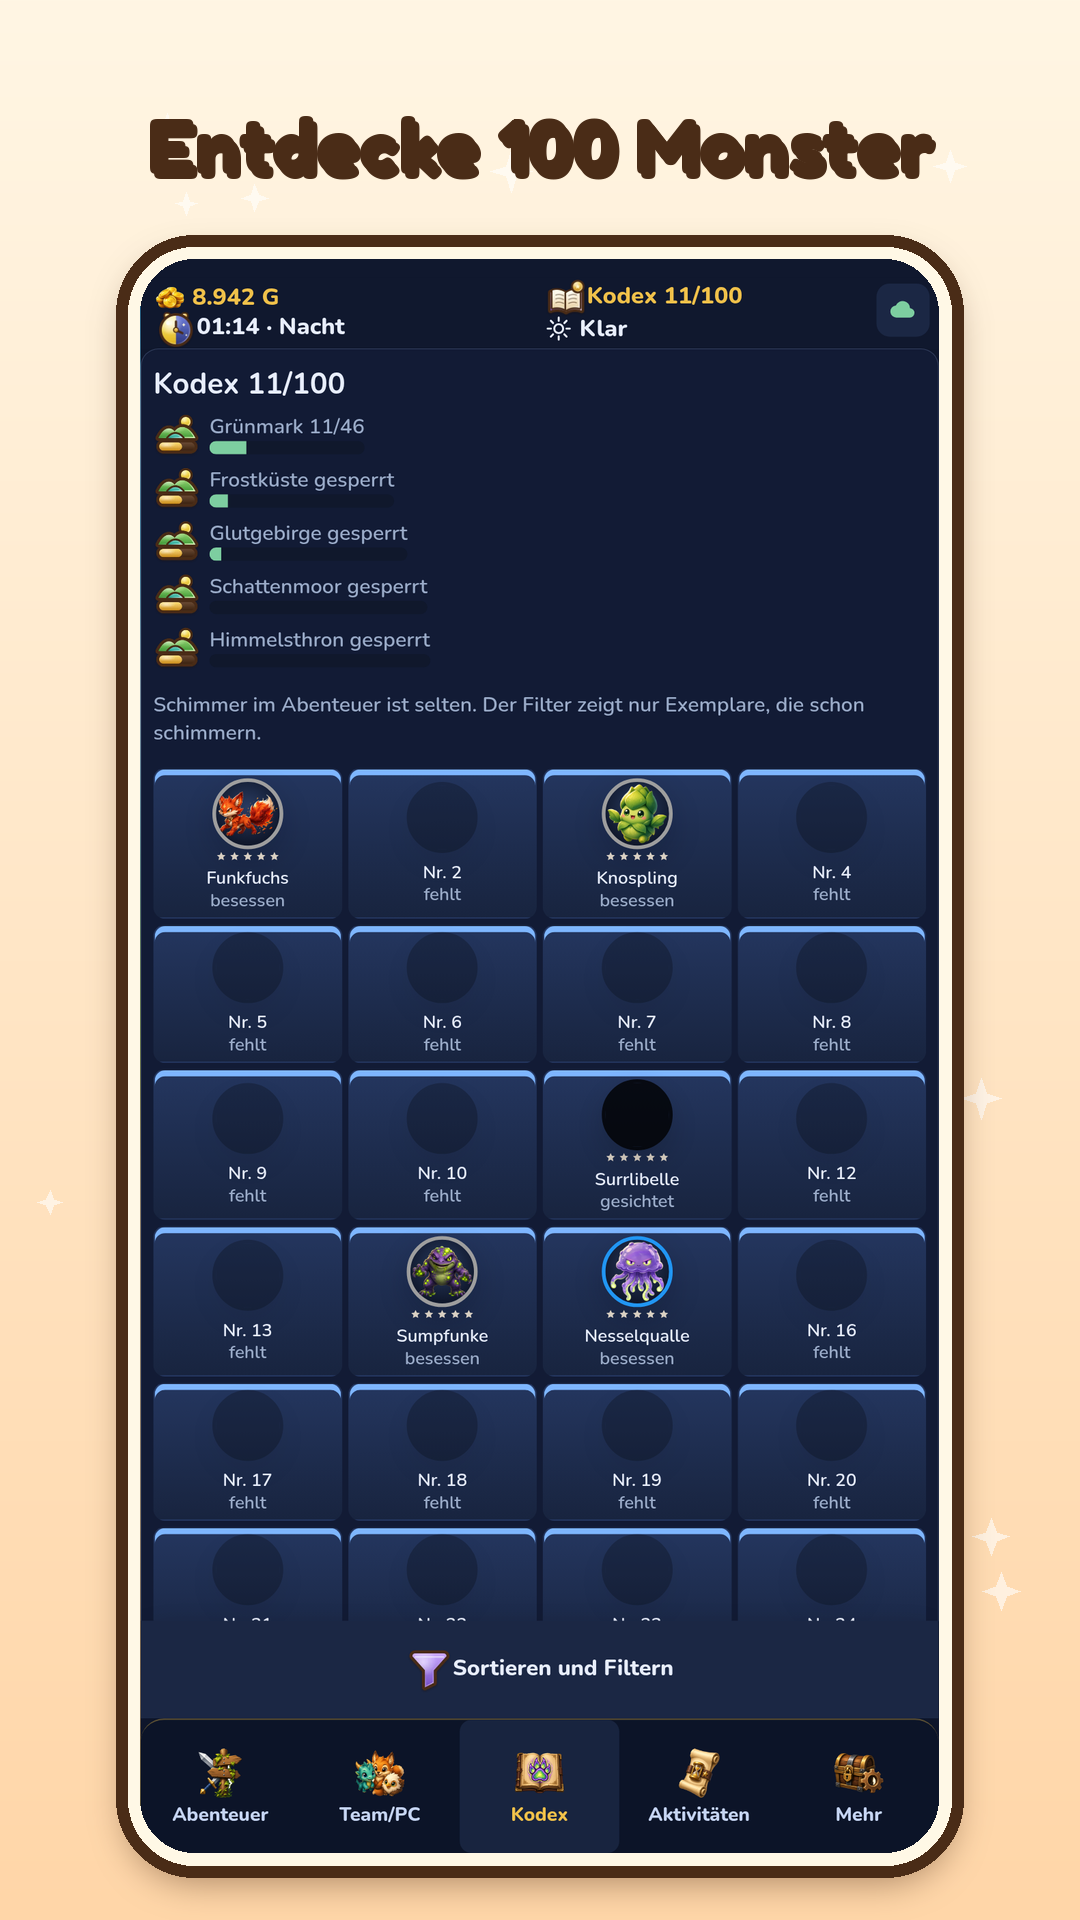 Entdecke 100 Monster
8.942 G
Kodex 11/100
01:14 · Nacht
Klar
Kodex 11/100
Grünmark 11/46
Frostküste gesperrt
Glutgebirge gesperrt
Schattenmoor gesperrt
Himmelsthron gesperrt
Schimmer im Abenteuer ist selten. Der Filter zeigt nur Exemplare, die schon
schimmern.
Funkfuchs
besessen
Nr. 2
fehlt
Knospling
besessen
Nr. 4
fehlt
Nr. 5
fehlt
Nr. 6
fehlt
Nr. 7
fehlt
Nr. 8
fehlt
Nr. 9
fehlt
Nr. 10
fehlt
Surrlibelle
gesichtet
Nr. 12
fehlt
Nr. 13
fehlt
Sumpfunke
besessen
Nesselqualle
besessen
Nr. 16
fehlt
Nr. 17
fehlt
Nr. 18
fehlt
Nr. 19
fehlt
Nr. 20
fehlt
Sortieren und Filtern
Abenteuer
Team/PC
Kodex
Aktivitäten
Mehr